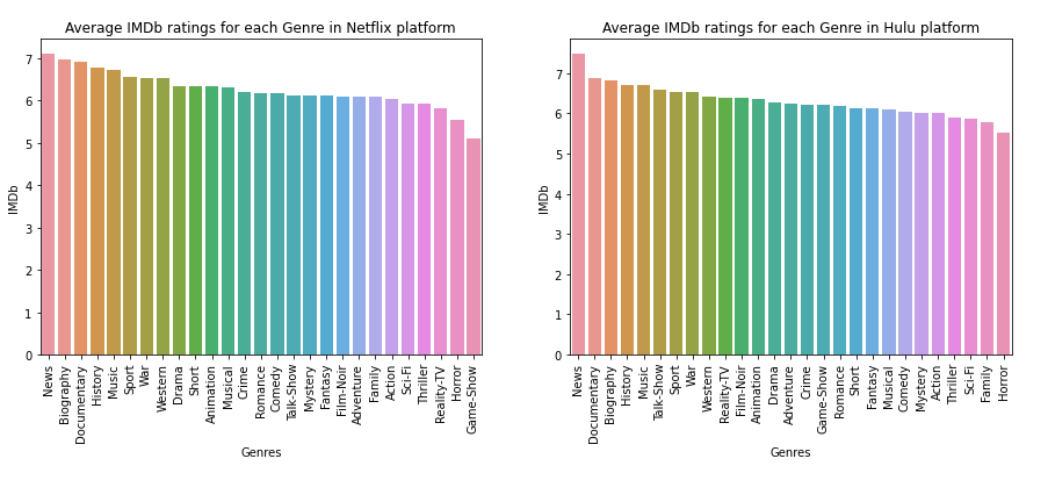 Average IMDb ratings for each Genre in Netflix platform
7
6
5
4
3
2
1
0
IMDb
News
Biography
Documentary
History
Music
Sport
War
Western
Drama
Short
Animation
Musical
Crime
Romance
Comedy
Talk-Show
Mystery
Fantasy
Film-Noir
Adventure
Family
Action
Sci-Fi
Thriller
Reality-TV
Horror
Game-Show
Genres
Average IMDb ratings for each Genre in Hulu platform
7
6
5
4
3
2
1
0
IMDb
News
Documentary
Biography
History
Music
Talk-Show
Sport
War
Western
Reality-TV
Film-Noir
Animation
Drama
Adventure
Crime
Game-Show
Romance
Short
Fantasy
Musical
Comedy
Mystery
Action
Thriller
Sci-Fi
Family
Horror
Genres